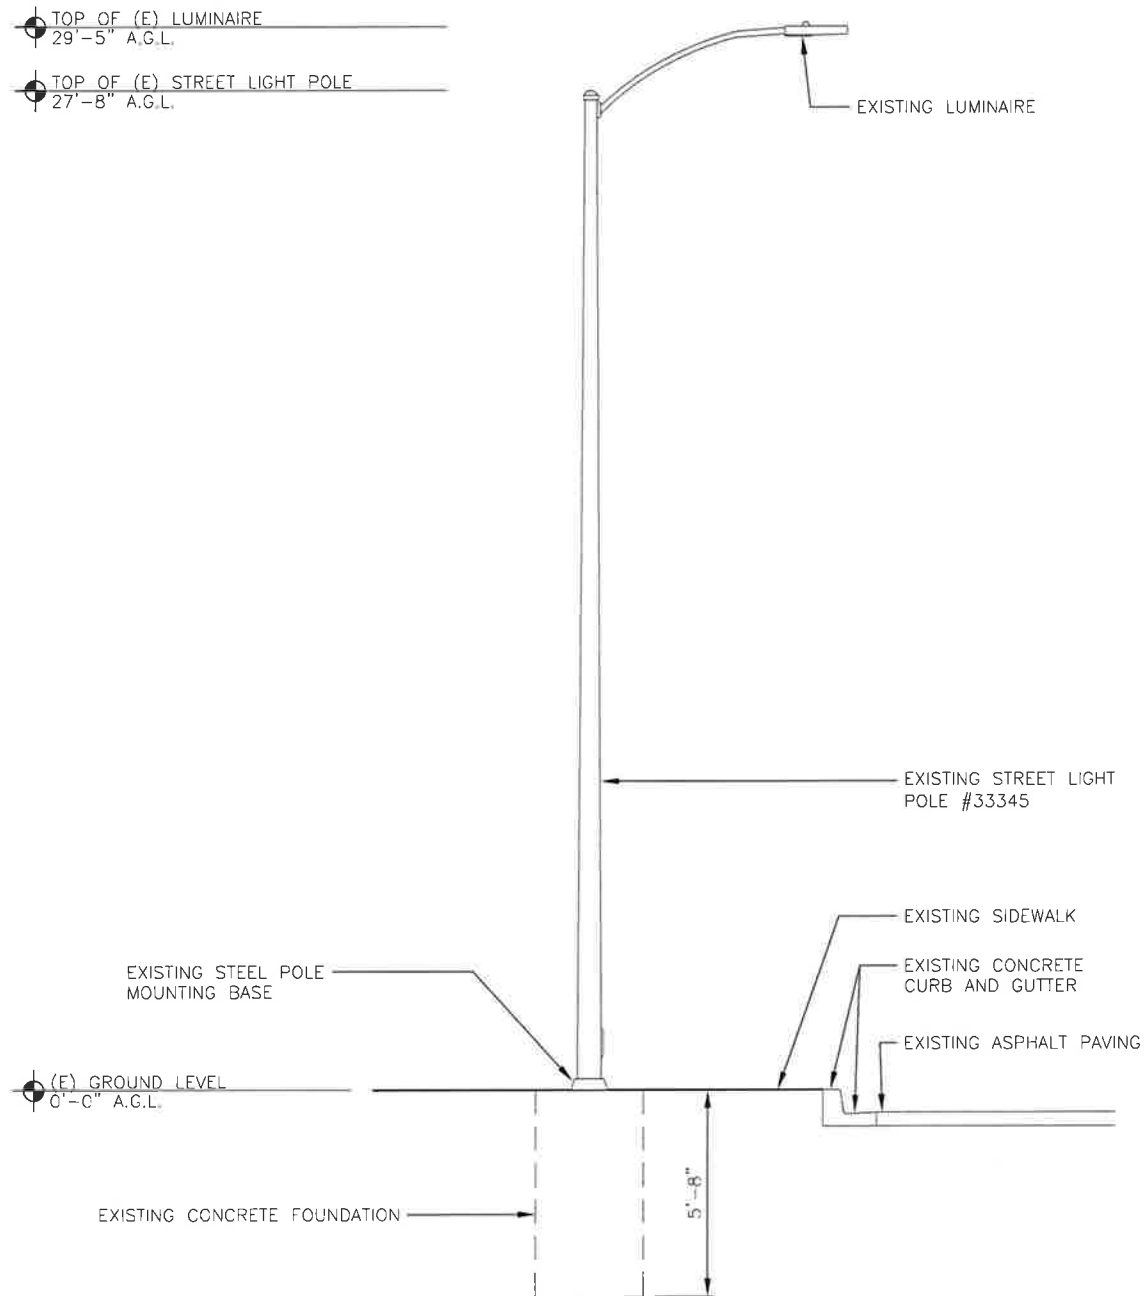 TOP OF (E) LUMINAIRE
29'-5" A.G.L.
TOP OF (E) STREET LIGHT POLE
27'-8" A.G.L.
EXISTING LUMINAIRE
EXISTING STREET LIGHT
POLE #33345
EXISTING SIDEWALK
EXISTING STEEL POLE
MOUNTING BASE
EXISTING CONCRETE
CURB AND GUTTER
EXISTING ASPHALT PAVING
(E) GROUND LEVEL
0'-0" A.G.L.
5'-8"
EXISTING CONCRETE FOUNDATION